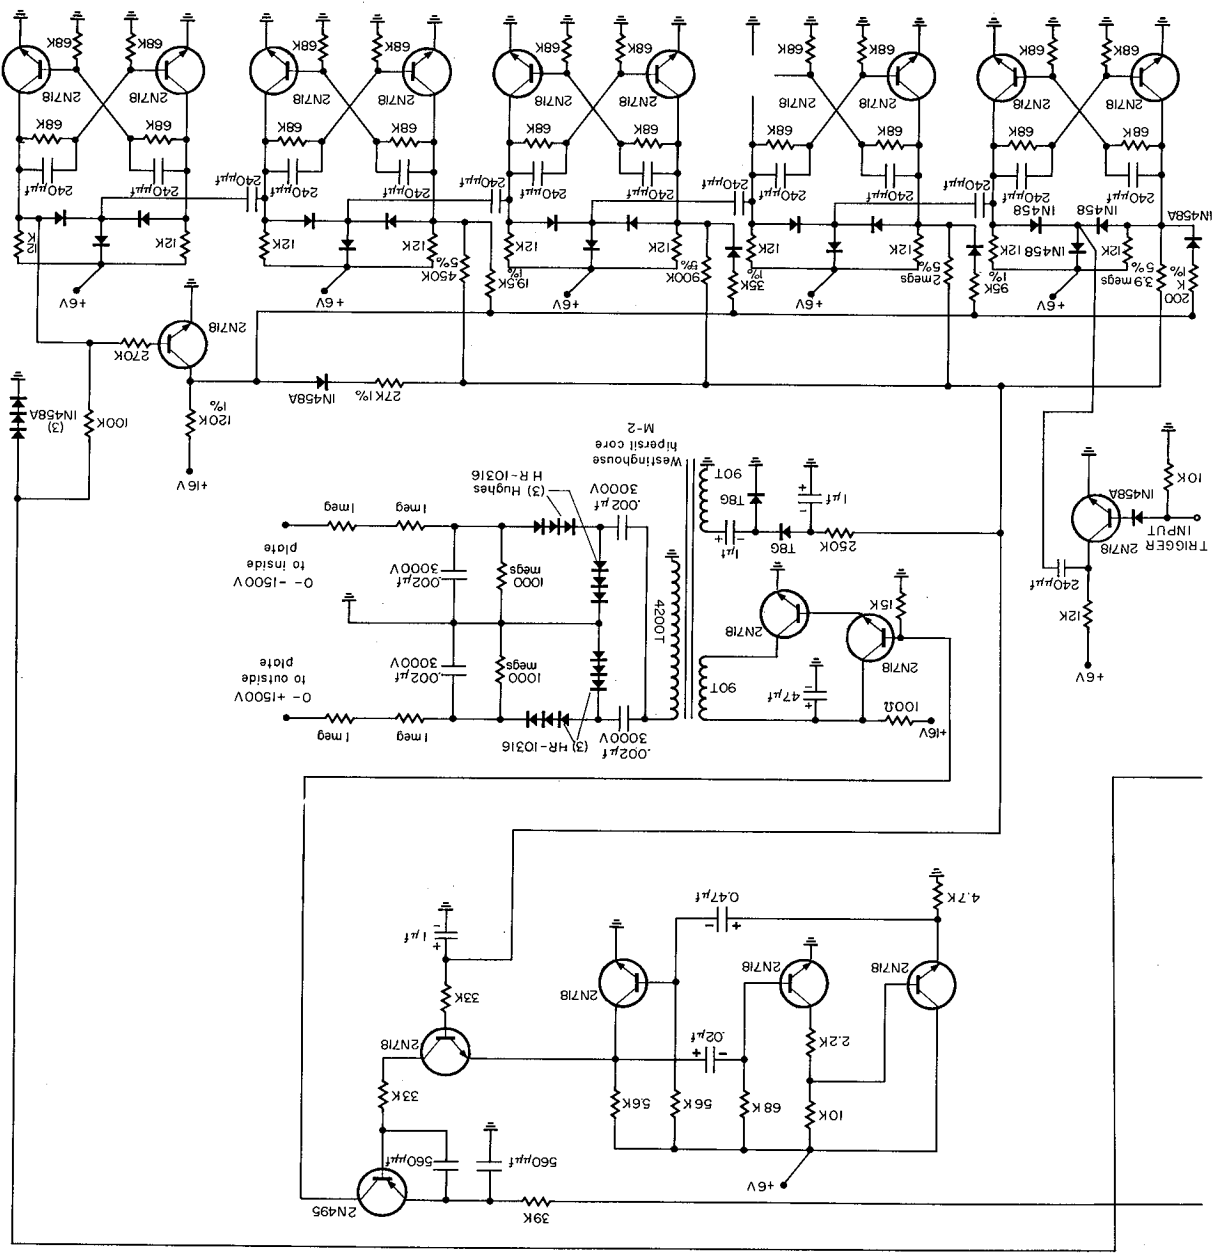 39K
2N495
+6V
560μμf
560μμf
10K
68K
56K
5.6K
33K
2.2K
.02μf
2N718
33K
2N718
2N718
2N718
1μf
0.47μf
4.7K
+16V
100Ω
47μf
90T
.002μf
3000V
(3) HR-10316
1 meg
1 meg
0-+1500V
to outside
plate
+6V
2N718
1000
megs
.002μf
3000V
12K
15K
2N718
4200T
240μμf
1000
megs
.002μf
3000V
0--1500V
to inside
plate
TRIGGER
INPUT
2N718
250K
T8G
1μf
1 meg
1 meg
10K
1N458A
1μf
T8G
90T
.002μf
3000V
(3) Hughes
HR-10316
Westinghouse
hipersil core
M-2
+16V
120K
1%
100K
(3)
1N458A
27K 1%
1N458A
270K
2N718
200
K
1%
3.9 megs
5%
+6V
95K
1%
2 megs
5%
+6V
35K
1%
900K
5%
+6V
19.5K
1%
450K
5%
+6V
+6V
12K
1N458
12K
12K
12K
12K
12K
12K
12K
12K
12K
1N458A
1N458
1N458
240μμf
240μμf
240μμf
240μμf
240μμf
240μμf
240μμf
240μμf
240μμf
240μμf
240μμf
240μμf
240μμf
240μμf
68K
68K
68K
68K
68K
68K
68K
68K
68K
68K
2N718
2N718
2N718
2N718
2N718
2N718
2N718
2N718
2N718
2N718
68K
68K
68K
68K
68K
68K
68K
68K
68K
68K